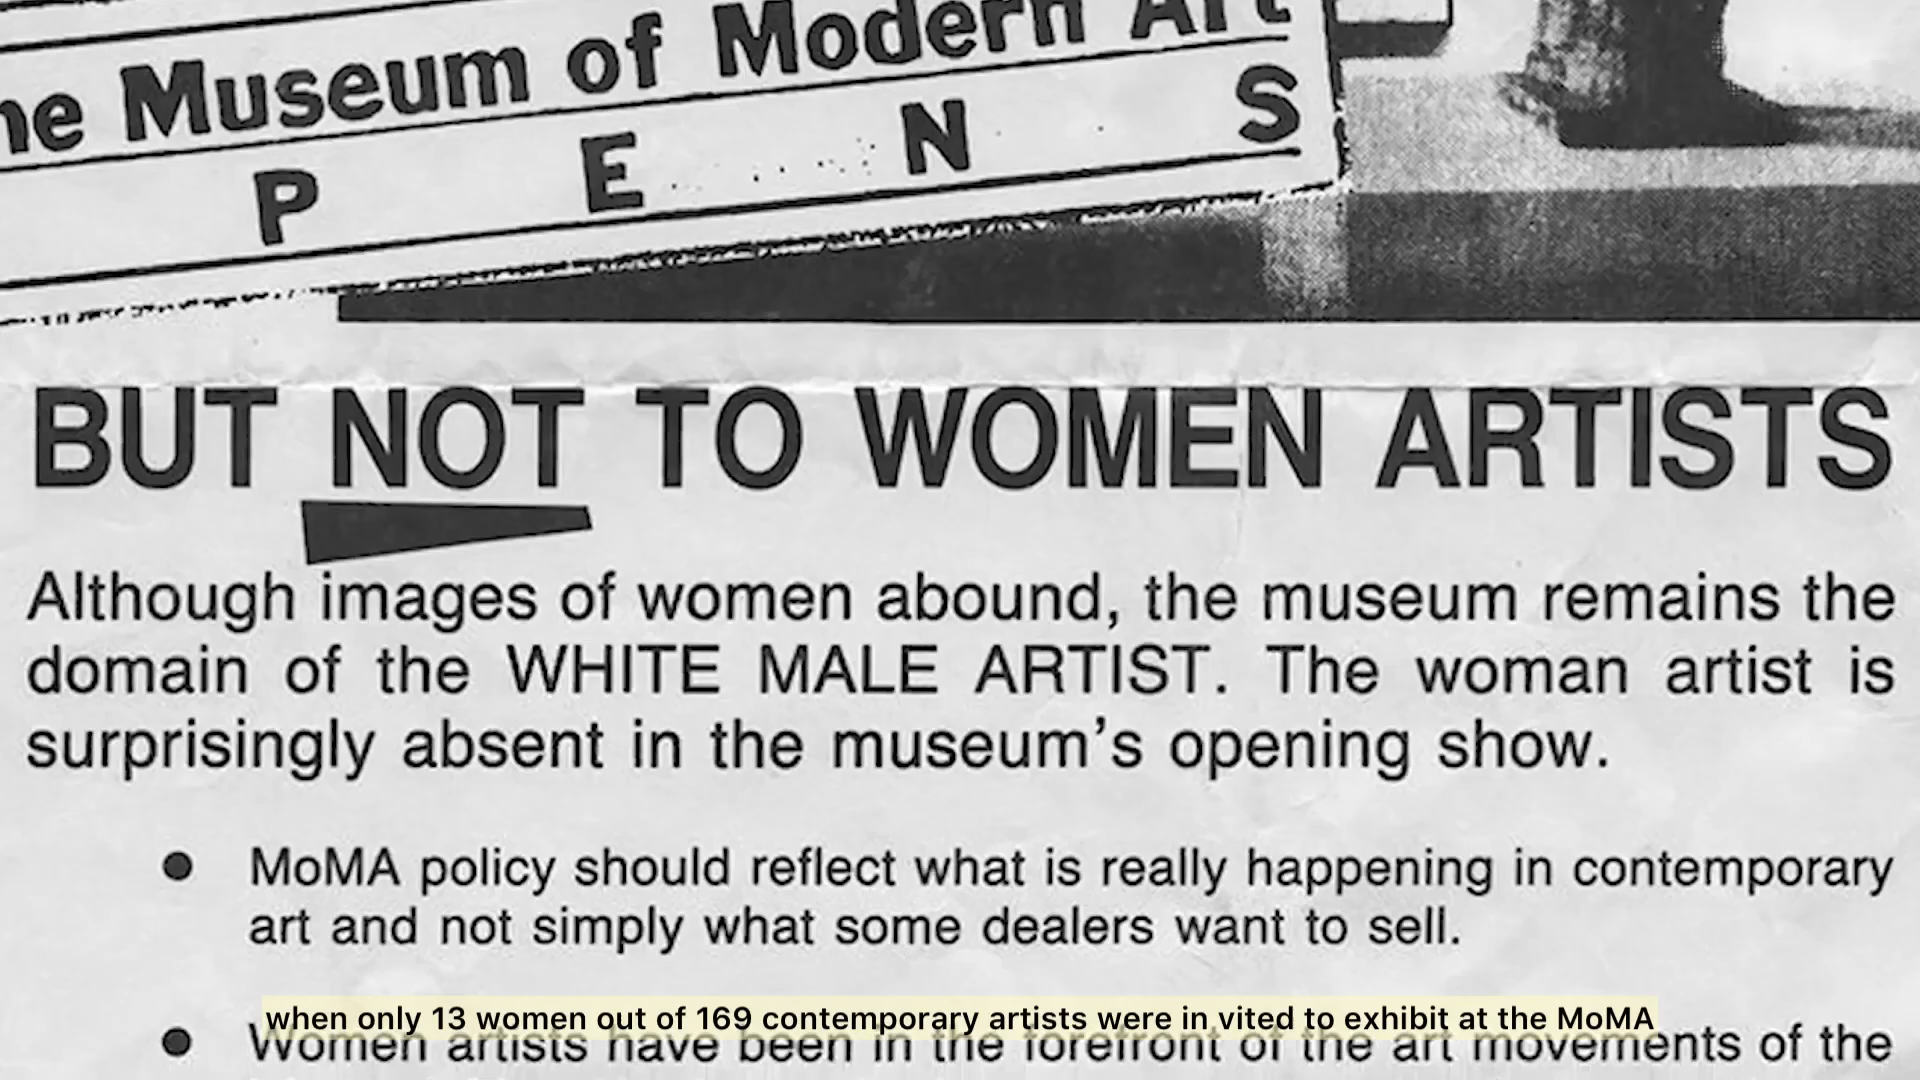 he Museum of Modern Art
P E N S
BUT NOT TO WOMEN ARTISTS
Although images of women abound, the museum remains the
domain of the WHITE MALE ARTIST. The woman artist is
surprisingly absent in the museum's opening show.
● MoMA policy should reflect what is really happening in contemporary
art and not simply what some dealers want to sell.
when only 13 women out of 169 contemporary artists were in vited to exhibit at the MoMA
● Women artists have been in the forefront of the art movements of the